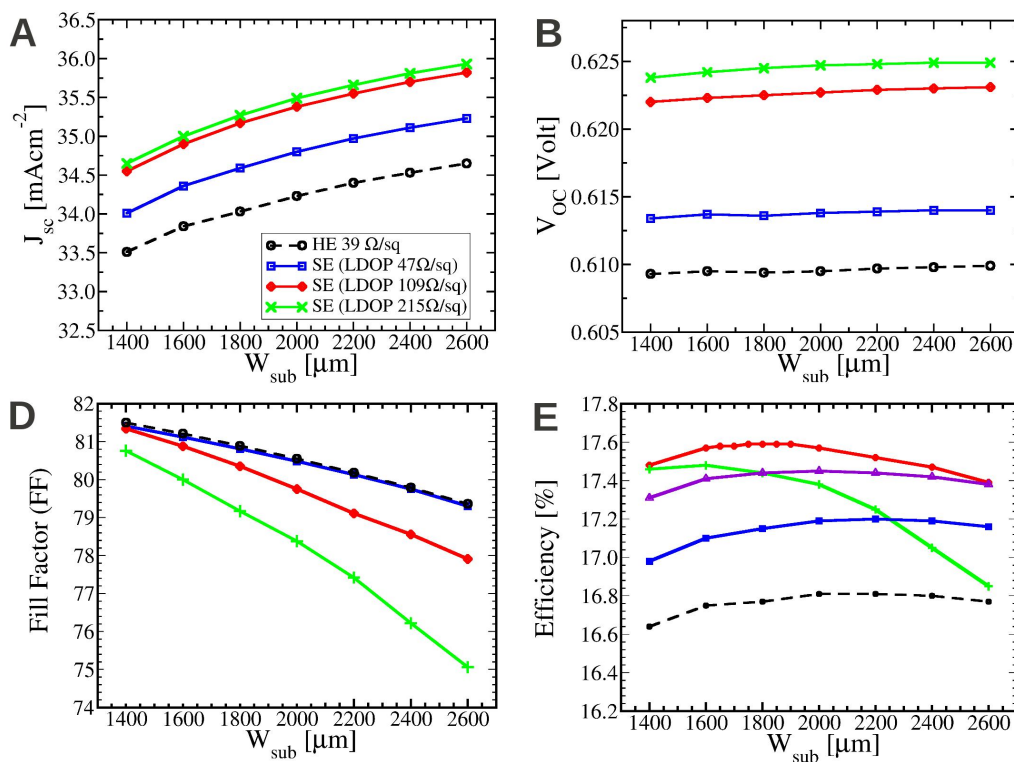 A
36.5
36.0
35.5
35.0
34.5
34.0
33.5
33.0
32.5
J_sc [mAcm^-2]
HE 39 Ω/sq
SE (LDOP 47Ω/sq)
SE (LDOP 109Ω/sq)
SE (LDOP 215Ω/sq)
1400 1600 1800 2000 2200 2400 2600
W_sub [μm]
B
0.625
0.620
0.614
0.610
0.605
V_OC [Volt]
1400 1600 1800 2000 2200 2400 2600
W_sub [μm]
D
82
81
80
79
78
77
76
75
74
Fill Factor (FF)
1400 1600 1800 2000 2200 2400 2600
W_sub [μm]
E
17.8
17.6
17.4
17.2
17.0
16.8
16.6
16.4
16.2
Efficiency [%]
1400 1600 1800 2000 2200 2400 2600
W_sub [μm]